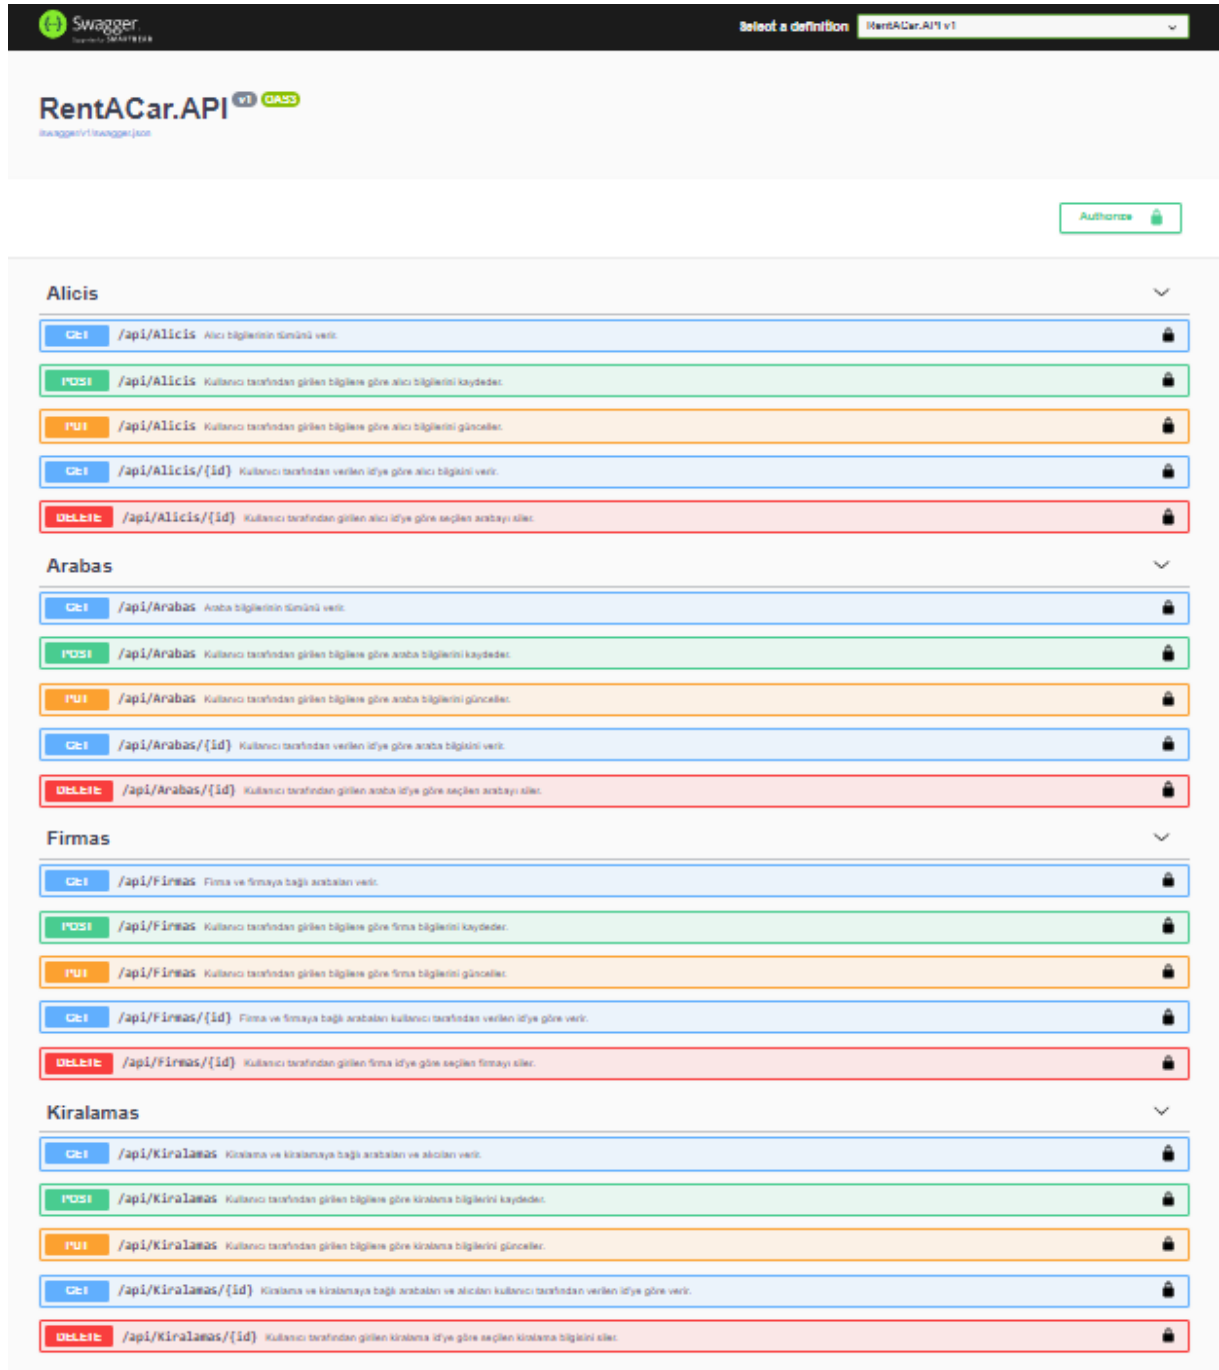 Swagger
Supported by SMARTBEAR
Select a definition
RentACar.API v1
RentACar.API v1 OAS3
/swagger/v1/swagger.json
Authorize
Alicis
GET /api/Alicis Alıcı bilgilerinin tümünü verir.
POST /api/Alicis Kullanıcı tarafından girilen bilgilere göre alıcı bilgilerini kaydeder.
PUT /api/Alicis Kullanıcı tarafından girilen bilgilere göre alıcı bilgilerini günceller.
GET /api/Alicis/{id} Kullanıcı tarafından verilen id'ye göre alıcı bilgisini verir.
DELETE /api/Alicis/{id} Kullanıcı tarafından girilen alıcı id'ye göre seçilen arabayı siler.
Arabas
GET /api/Arabas Araba bilgilerinin tümünü verir.
POST /api/Arabas Kullanıcı tarafından girilen bilgilere göre araba bilgilerini kaydeder.
PUT /api/Arabas Kullanıcı tarafından girilen bilgilere göre araba bilgilerini günceller.
GET /api/Arabas/{id} Kullanıcı tarafından verilen id'ye göre araba bilgisini verir.
DELETE /api/Arabas/{id} Kullanıcı tarafından girilen araba id'ye göre seçilen arabayı siler.
Firmas
GET /api/Firmas Firma ve firmaya bağlı arabaları verir.
POST /api/Firmas Kullanıcı tarafından girilen bilgilere göre firma bilgilerini kaydeder.
PUT /api/Firmas Kullanıcı tarafından girilen bilgilere göre firma bilgilerini günceller.
GET /api/Firmas/{id} Firma ve firmaya bağlı arabaları kullanıcı tarafından verilen id'ye göre verir.
DELETE /api/Firmas/{id} Kullanıcı tarafından girilen firma id'ye göre seçilen firmayı siler.
Kiralamas
GET /api/Kiralamas Kiralama ve kiralamaya bağlı arabaları ve alıcıları verir.
POST /api/Kiralamas Kullanıcı tarafından girilen bilgilere göre kiralama bilgilerini kaydeder.
PUT /api/Kiralamas Kullanıcı tarafından girilen bilgilere göre kiralama bilgilerini günceller.
GET /api/Kiralamas/{id} Kiralama ve kiralamaya bağlı arabaları ve alıcıları kullanıcı tarafından verilen id'ye göre verir.
DELETE /api/Kiralamas/{id} Kullanıcı tarafından girilen kiralama id'ye göre seçilen kiralama bilgisini siler.